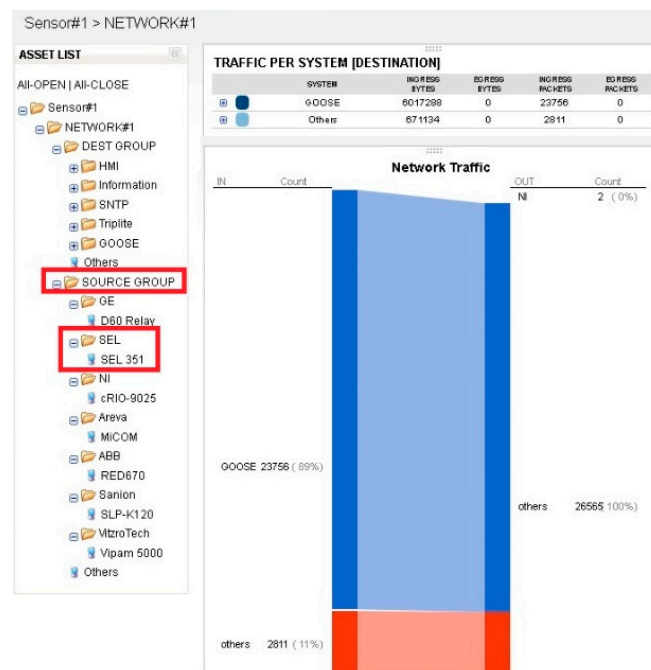 Sensor#1 > NETWORK#1
ASSET LIST
All-OPEN | All-CLOSE
Sensor#1
NETWORK#1
DEST GROUP
HMI
Information
SNTP
Triplite
GOOSE
Others
SOURCE GROUP
GE
D60 Relay
SEL
SEL 351
NI
cRIO-9025
Areva
MiCOM
ABB
RED670
Sanion
SLP-K120
VitzroTech
Vipam 5000
Others
TRAFFIC PER SYSTEM [DESTINATION]
SYSTEM INGRESS BYTES EGRESS BYTES INGRESS PACKETS EGRESS PACKETS
GOOSE 6017288 0 23756 0
Others 671134 0 2811 0
Network Traffic
IN Count OUT Count
NI 2 ( 0%)
GOOSE 23756 ( 89%)
others 26565 100%)
others 2811 ( 11%)